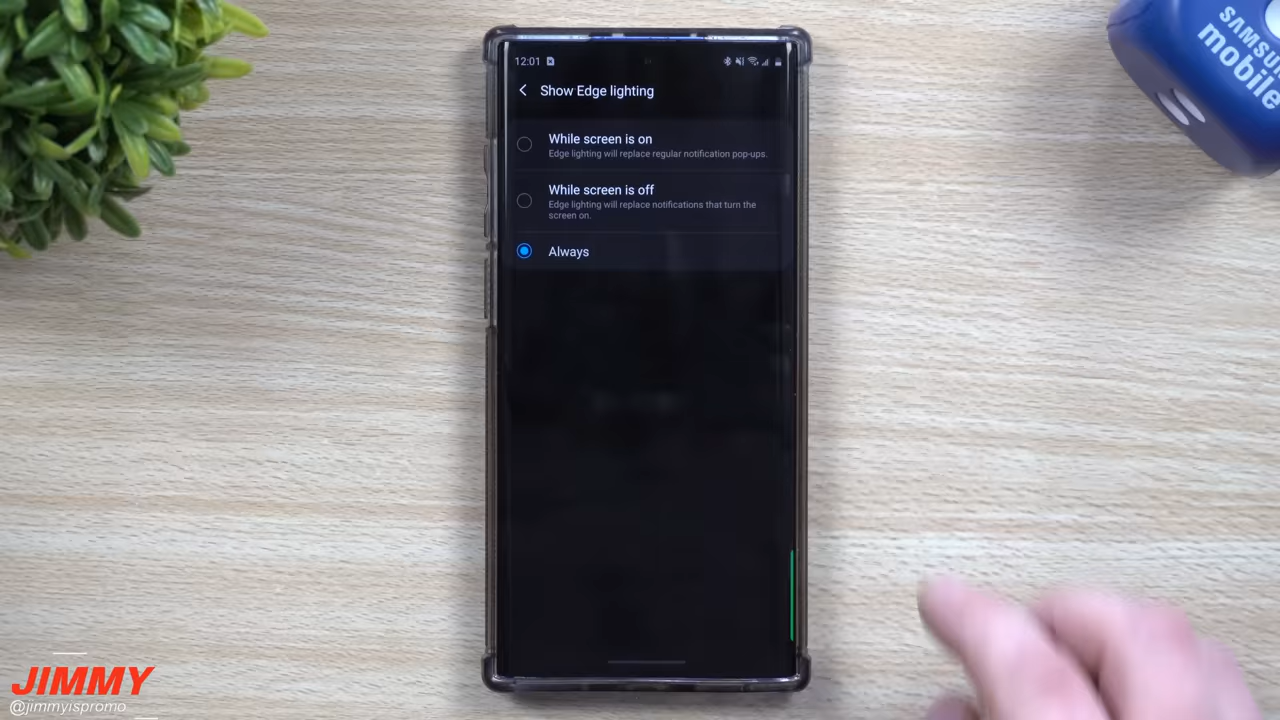 SAMSUNG
mobile
12:01
Show Edge lighting
While screen is on
Edge lighting will replace regular notification pop-ups.
While screen is off
Edge lighting will replace notifications that turn the
screen on.
Always
JIMMY
@jimmyispromo